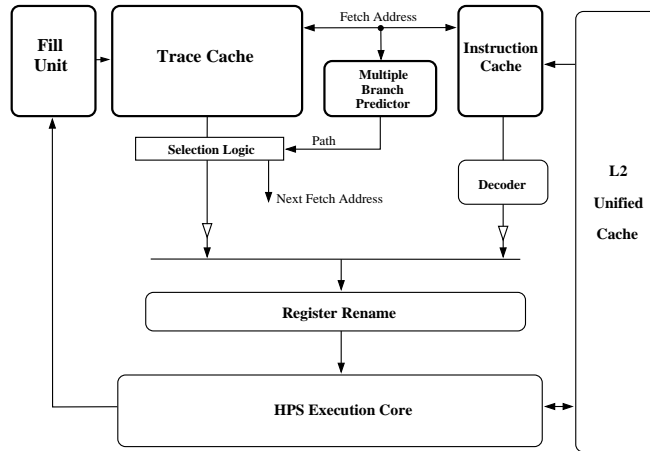 Fetch Address
Fill
Unit
Trace Cache
Instruction
Cache
Multiple
Branch
Predictor
Path
Selection Logic
Next Fetch Address
Decoder
L2
Unified
Cache
Register Rename
HPS Execution Core